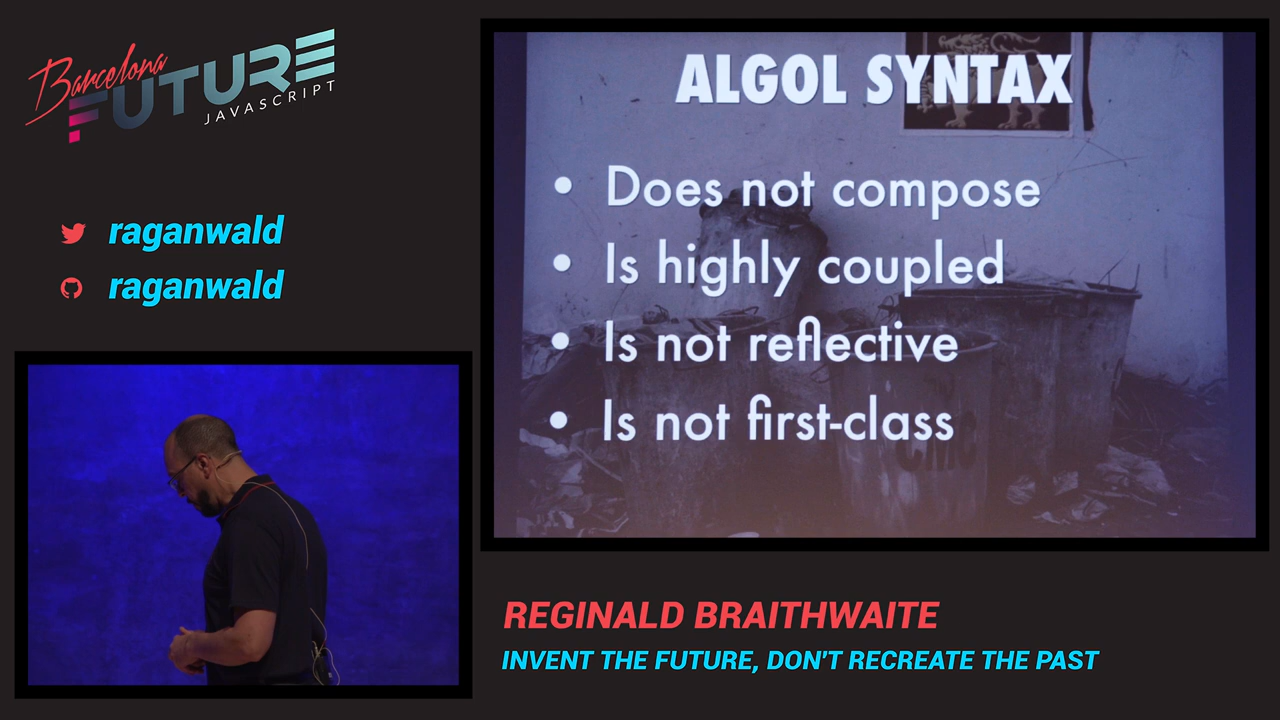 Barcelona
FUTURE
JAVASCRIPT
raganwald
raganwald
ALGOL SYNTAX
• Does not compose
• Is highly coupled
• Is not reflective
• Is not first-class
CMC
REGINALD BRAITHWAITE
INVENT THE FUTURE, DON'T RECREATE THE PAST